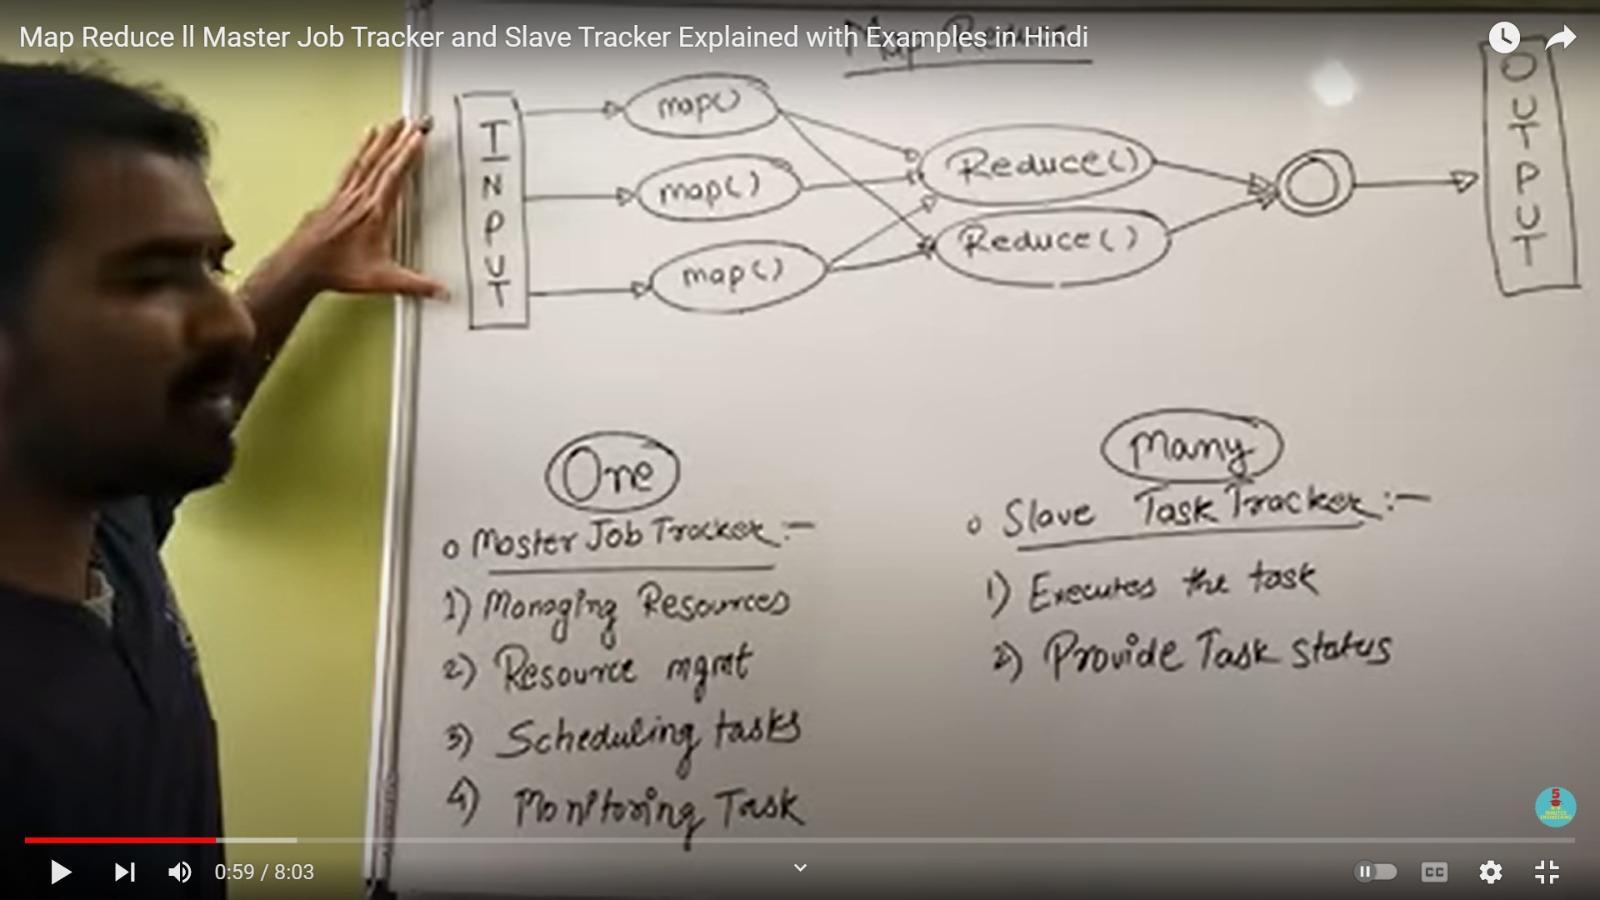 Map Reduce ll Master Job Tracker and Slave Tracker Explained with Examples in Hindi
Map Reduce
INPUT
map()
map()
map()
Reduce()
Reduce()
OUTPUT
One
Many
o Master Job Tracker :-
1) Managing Resources
2) Resource mgmt
3) Scheduling tasks
4) Monitoring Task
o Slave Task Tracker :-
1) Executes the task
2) Provide Task status
5
0:59 / 8:03
CC